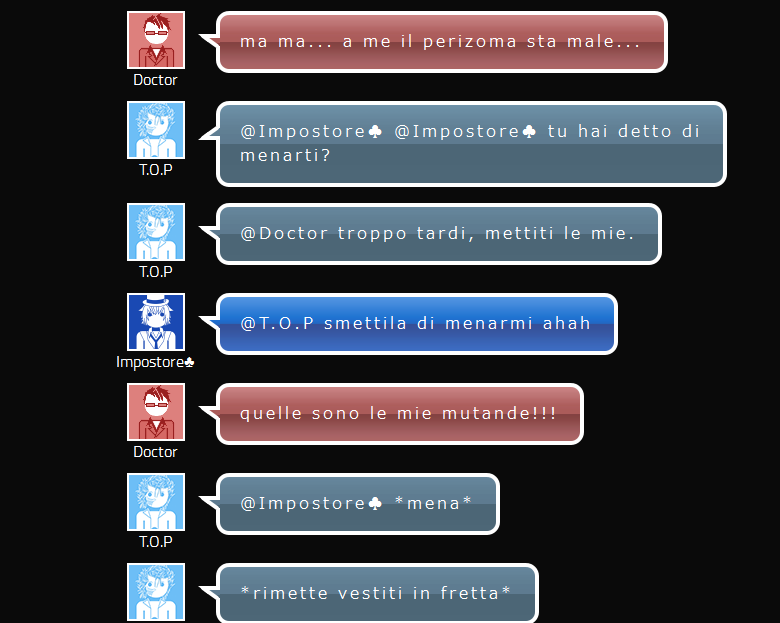 ma ma... a me il perizoma sta male...
Doctor
@Impostore♣ @Impostore♣ tu hai detto di
menarti?
T.O.P
@Doctor troppo tardi, mettiti le mie.
T.O.P
@T.O.P smettila di menarmi ahah
Impostore♣
quelle sono le mie mutande!!!
Doctor
@Impostore♣ *mena*
T.O.P
*rimette vestiti in fretta*